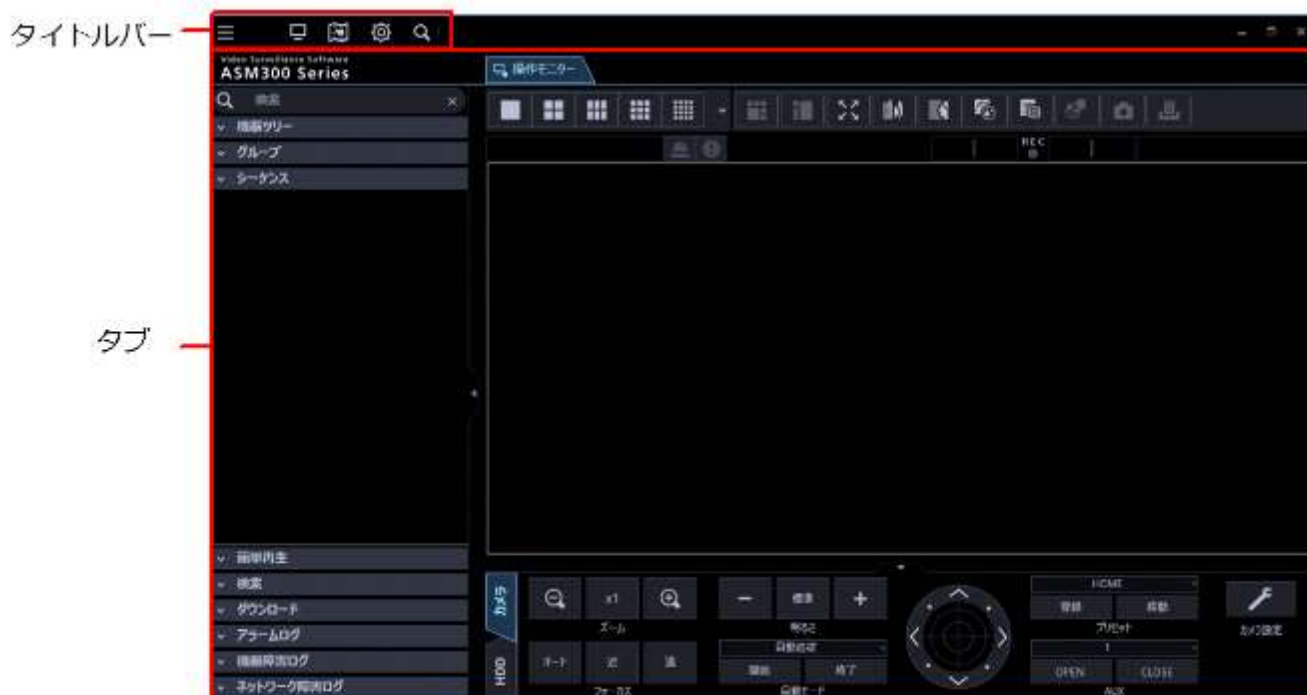 タイトルバー
Video Surveillance Software
ASM300 Series
操作モニター
検索
機器ツリー
グループ
シーケンス
REC
タブ
簡単再生
検索
ダウンロード
アラームログ
機器障害ログ
ネットワーク障害ログ
カメラ
HDD
x1
ズーム
オート
近
遠
フォーカス
標準
明るさ
自動追尾
開始
終了
自動モード
HOME
登録
移動
プリセット
1
OPEN
CLOSE
AUX
カメラ設定